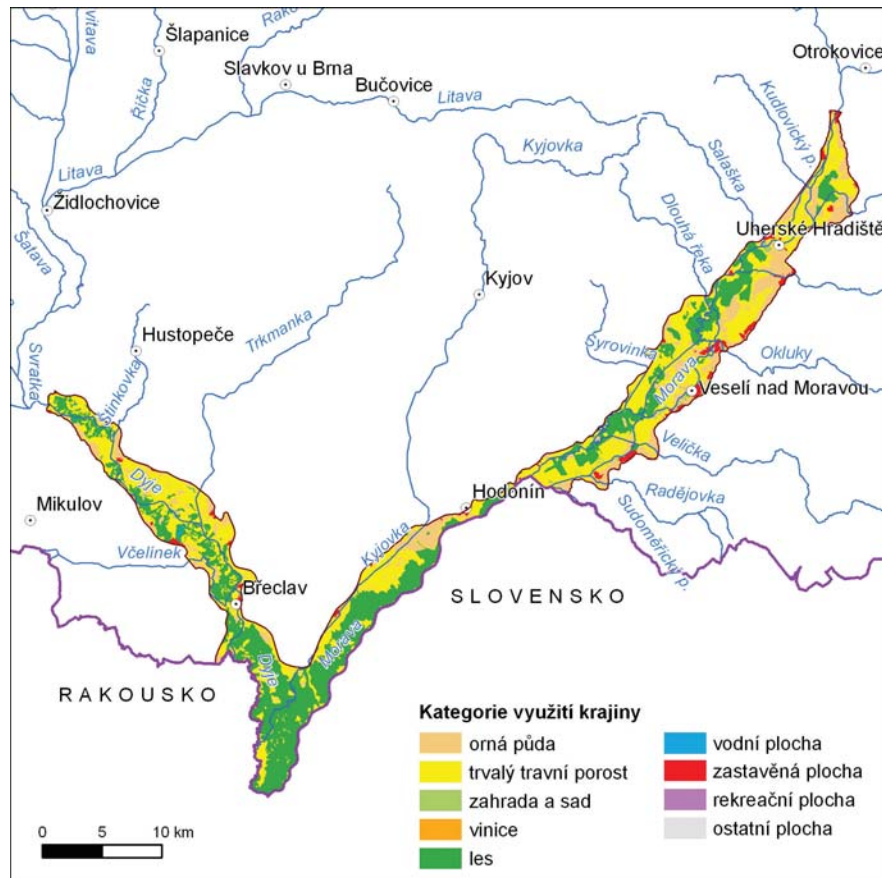 vitava
Říčka
Šlapanice
Rako
Otrokovice
Slavkov u Brna
Bučovice
Litava
Kudlovický p.
Kyjovka
Salaška
Litava
Židlochovice
Dlouhá řeka
Uherské Hradiště
Šatava
Kyjov
Hustopeče
Trkmanka
Syrovinka
Okluky
Svratka
Štinkovka
Morava
Veselí nad Moravou
Velička
Dyje
Hodonín
Radějovka
Mikulov
Sudoměřický p.
Včelínek
Kyjovka
Břeclav
SLOVENSKO
Morava
Dyje
RAKOUSKO
Kategorie využití krajiny
orná půda
trvalý travní porost
zahrada a sad
vinice
les
vodní plocha
zastavěná plocha
rekreační plocha
ostatní plocha
0 5 10 km